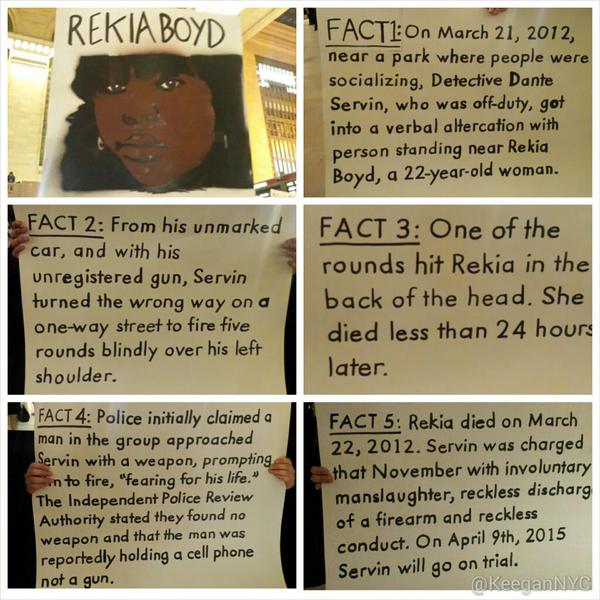 REKIA BOYD
FACT1: On March 21, 2012,
near a park where people were
socializing, Detective Dante
Servin, who was off-duty, got
into a verbal altercation with
person standing near Rekia
Boyd, a 22-year-old woman.
FACT 2: From his unmarked
car, and with his
unregistered gun, Servin
turned the wrong way on a
one-way street to fire five
rounds blindly over his left
shoulder.
FACT 3: One of the
rounds hit Rekia in the
back of the head. She
died less than 24 hours
later.
FACT 4: Police initially claimed a
man in the group approached
Servin with a weapon, prompting
to fire, "fearing for his life."
The Independent Police Review
Authority stated they found no
weapon and that the man was
reportedly holding a cell phone
not a gun.
FACT 5: Rekia died on March
22, 2012. Servin was charged
that November with involuntary
manslaughter, reckless discharg
of a firearm and reckless
conduct. On April 9th, 2015
Servin will go on trial.
@KeeganNYC